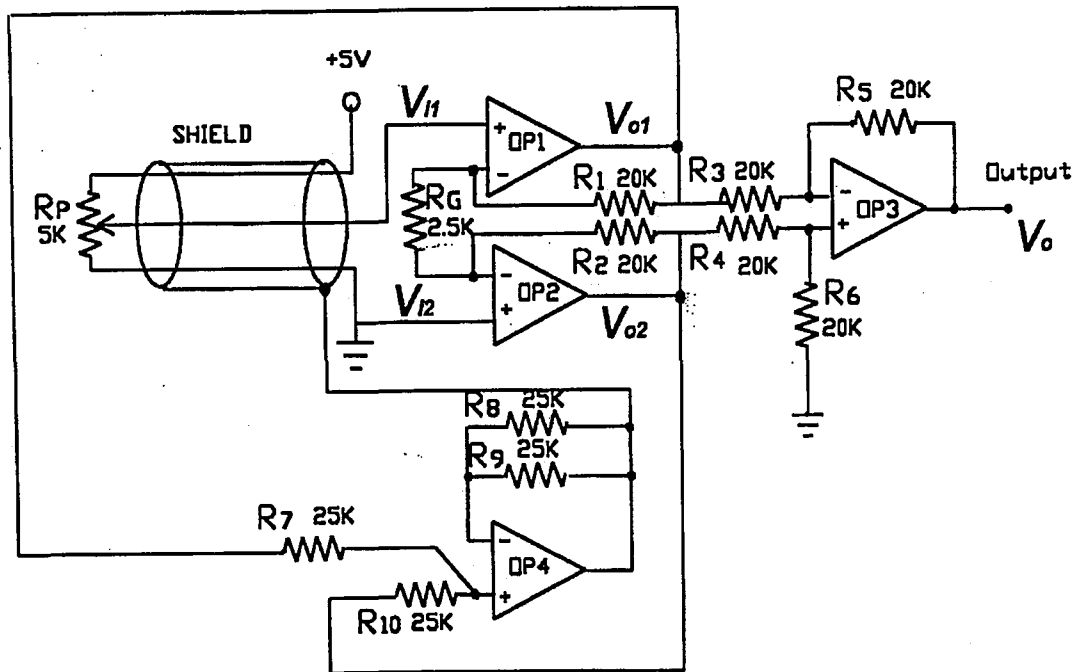 +5V
SHIELD
VI1
VI2
RP
5K
RG
2.5K
OP1
OP2
Vo1
Vo2
R1 20K
R2 20K
R3 20K
R4 20K
R5 20K
R6
20K
OP3
Output
Vo
R8 25K
R9 25K
R7 25K
R10 25K
OP4
+
-
+
-
-
+
-
+